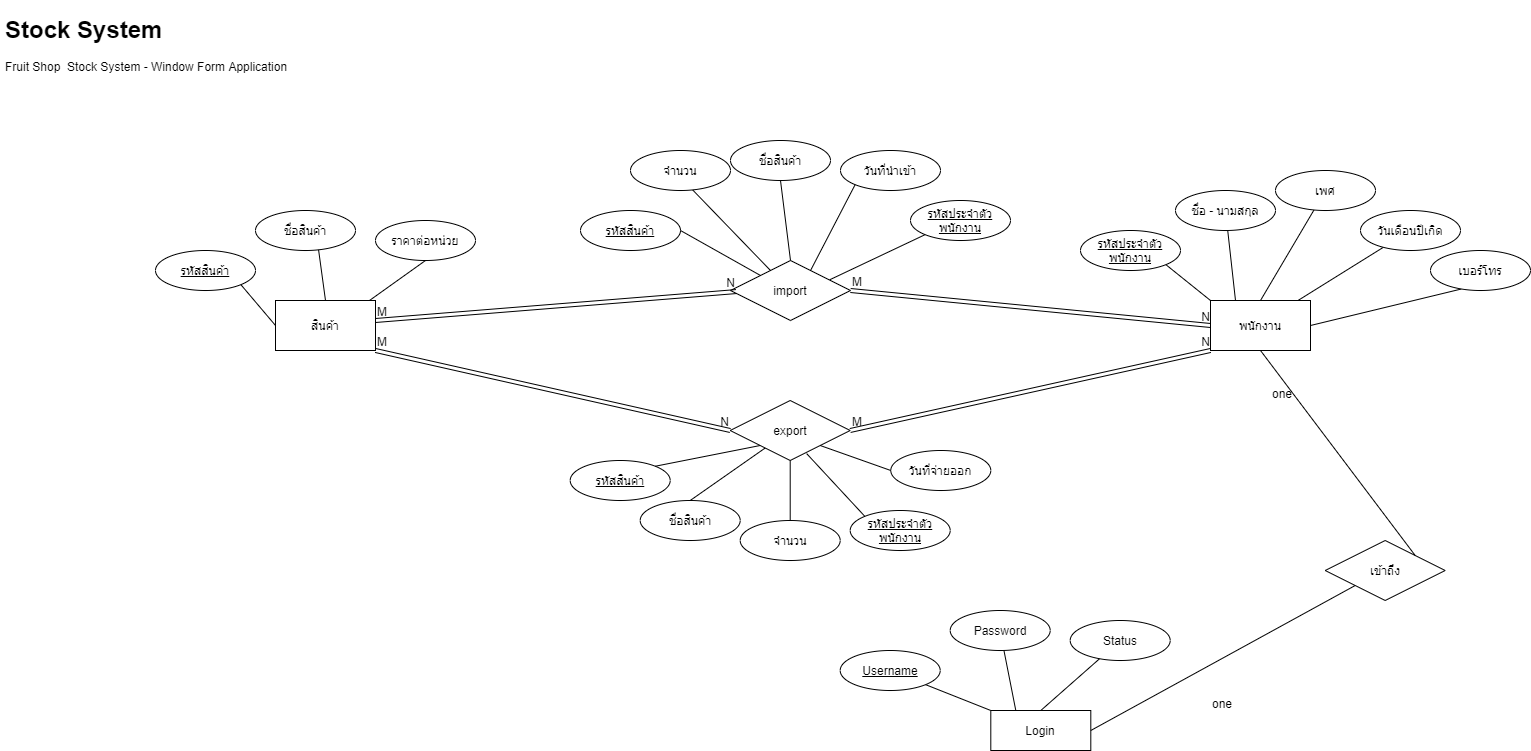 Stock System
Fruit Shop  Stock System - Window Form Application
รหัสสินค้า
ชื่อสินค้า
ราคาต่อหน่วย
สินค้า
รหัสสินค้า
จำนวน
ชื่อสินค้า
วันที่นำเข้า
รหัสประจำตัว
พนักงาน
import
M
N
M
N
รหัสประจำตัว
พนักงาน
ชื่อ - นามสกุล
เพศ
วันเดือนปีเกิด
เบอร์โทร
พนักงาน
M
N
M
N
export
รหัสสินค้า
ชื่อสินค้า
จำนวน
รหัสประจำตัว
พนักงาน
วันที่จ่ายออก
one
เข้าถึง
one
Username
Password
Status
Login